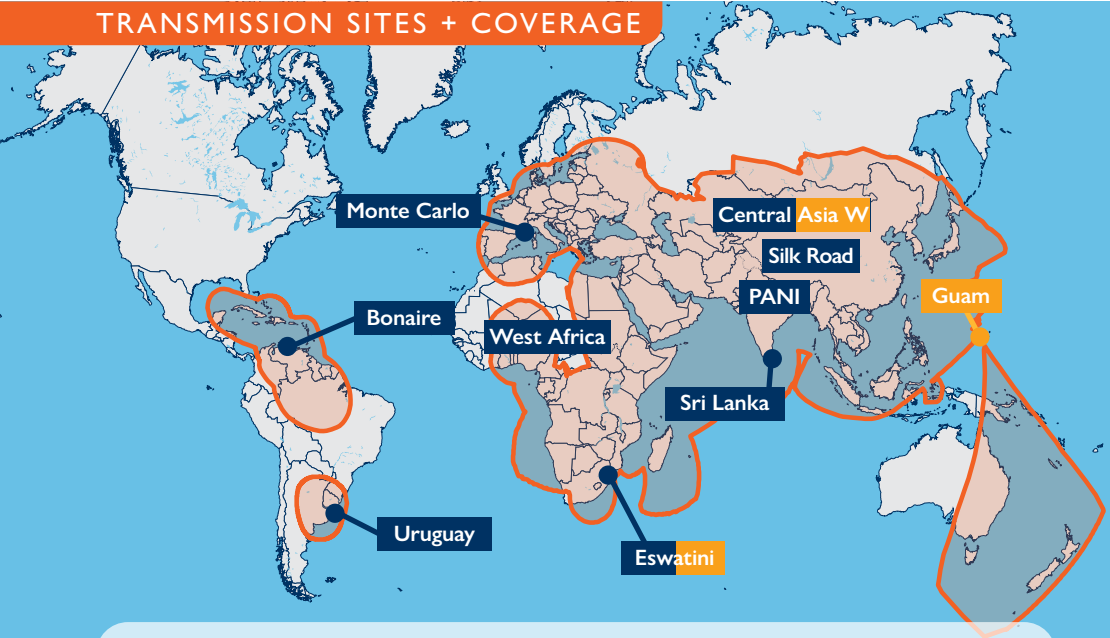 TRANSMISSION SITES + COVERAGE
Monte Carlo
Central Asia W
Silk Road
PANI
Guam
Bonaire
West Africa
Sri Lanka
Uruguay
Eswatini